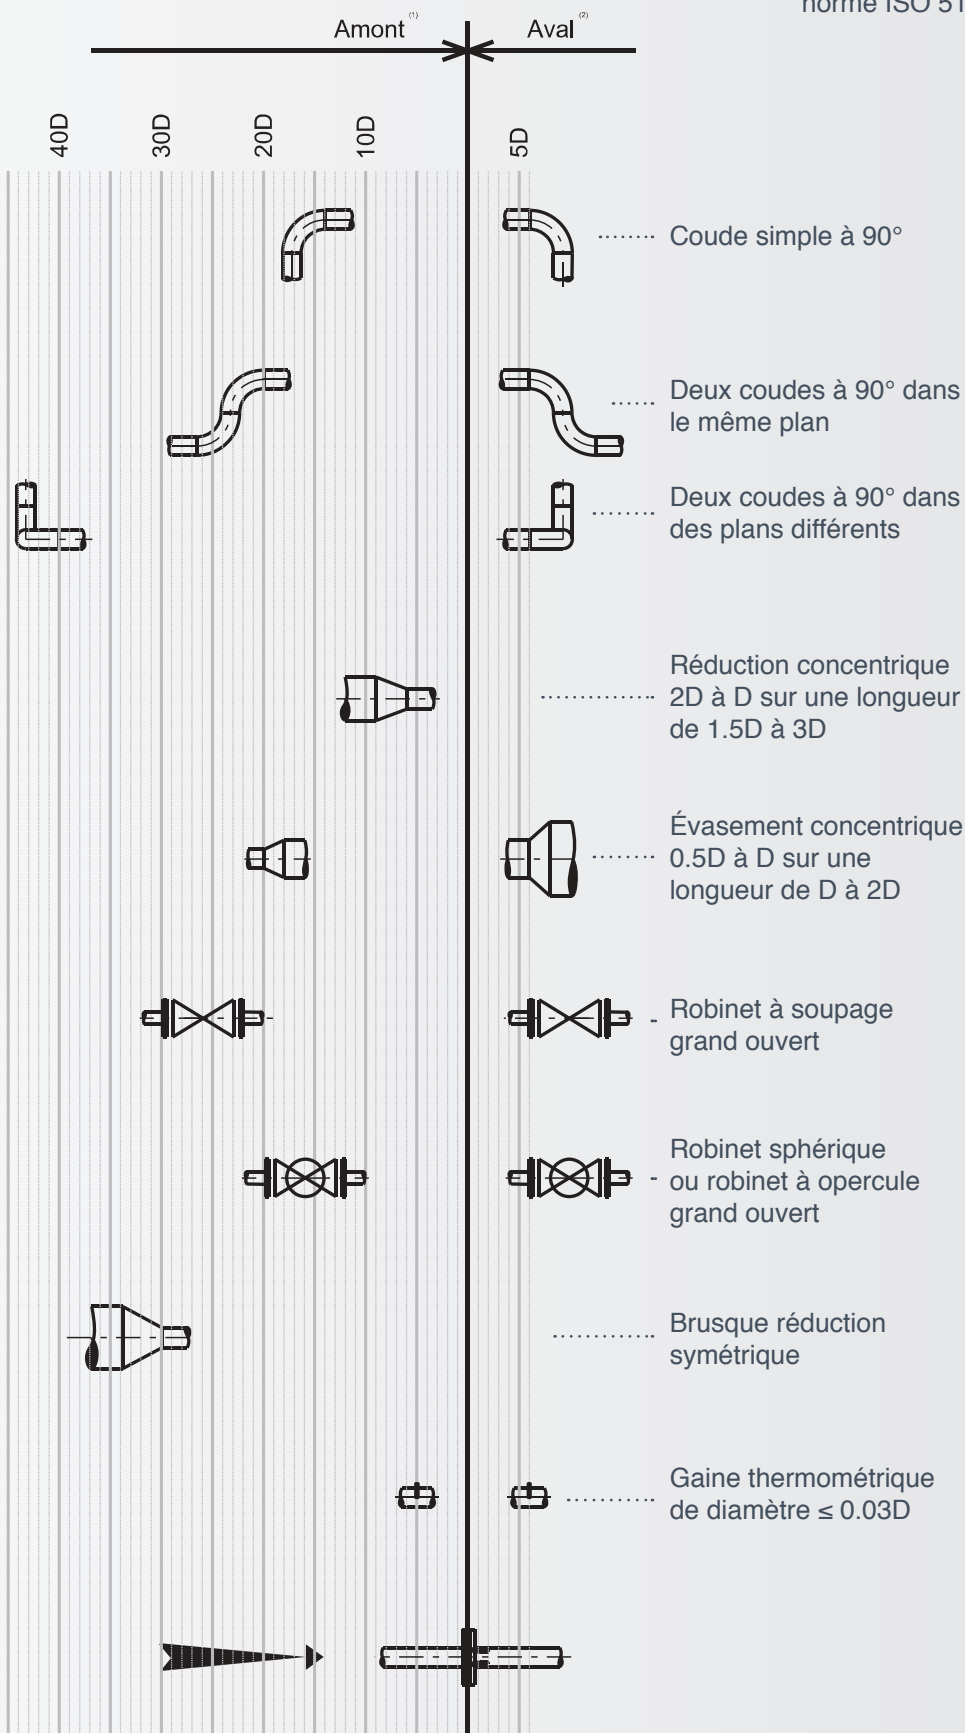 norme ISO 51
Amont (1)
Aval (2)
40D
30D
20D
10D
5D
Coude simple à 90°
Deux coudes à 90° dans
le même plan
Deux coudes à 90° dans
des plans différents
Réduction concentrique
2D à D sur une longueur
de 1.5D à 3D
Évasement concentrique
0.5D à D sur une
longueur de D à 2D
Robinet à soupage
grand ouvert
Robinet sphérique
ou robinet à opercule
grand ouvert
Brusque réduction
symétrique
Gaine thermométrique
de diamètre ≤ 0.03D